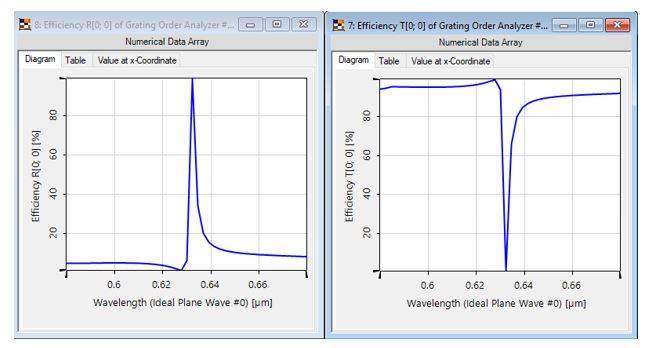 8: Efficiency R[0; 0] of Grating Order Analyzer #...
Numerical Data Array
Diagram Table Value at x-Coordinate
Efficiency R[0; 0] [%]
80
60
40
20
0.6 0.62 0.64 0.66
Wavelength (Ideal Plane Wave #0) [µm]
7: Efficiency T[0; 0] of Grating Order Analyzer #...
Numerical Data Array
Diagram Table Value at x-Coordinate
Efficiency T[0; 0] [%]
80
60
40
20
0.6 0.62 0.64 0.66
Wavelength (Ideal Plane Wave #0) [µm]